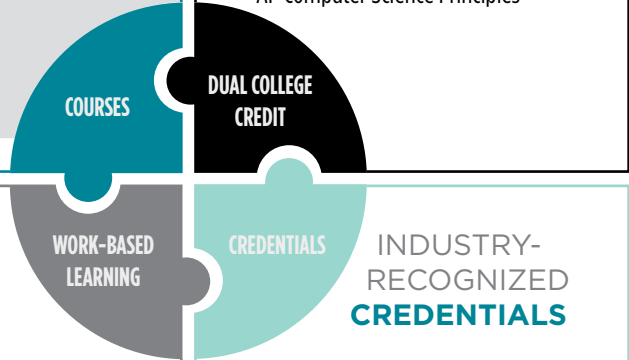 AP Computer Science Principles
COURSES
DUAL COLLEGE
CREDIT
WORK-BASED
LEARNING
CREDENTIALS
INDUSTRY-
RECOGNIZED
CREDENTIALS